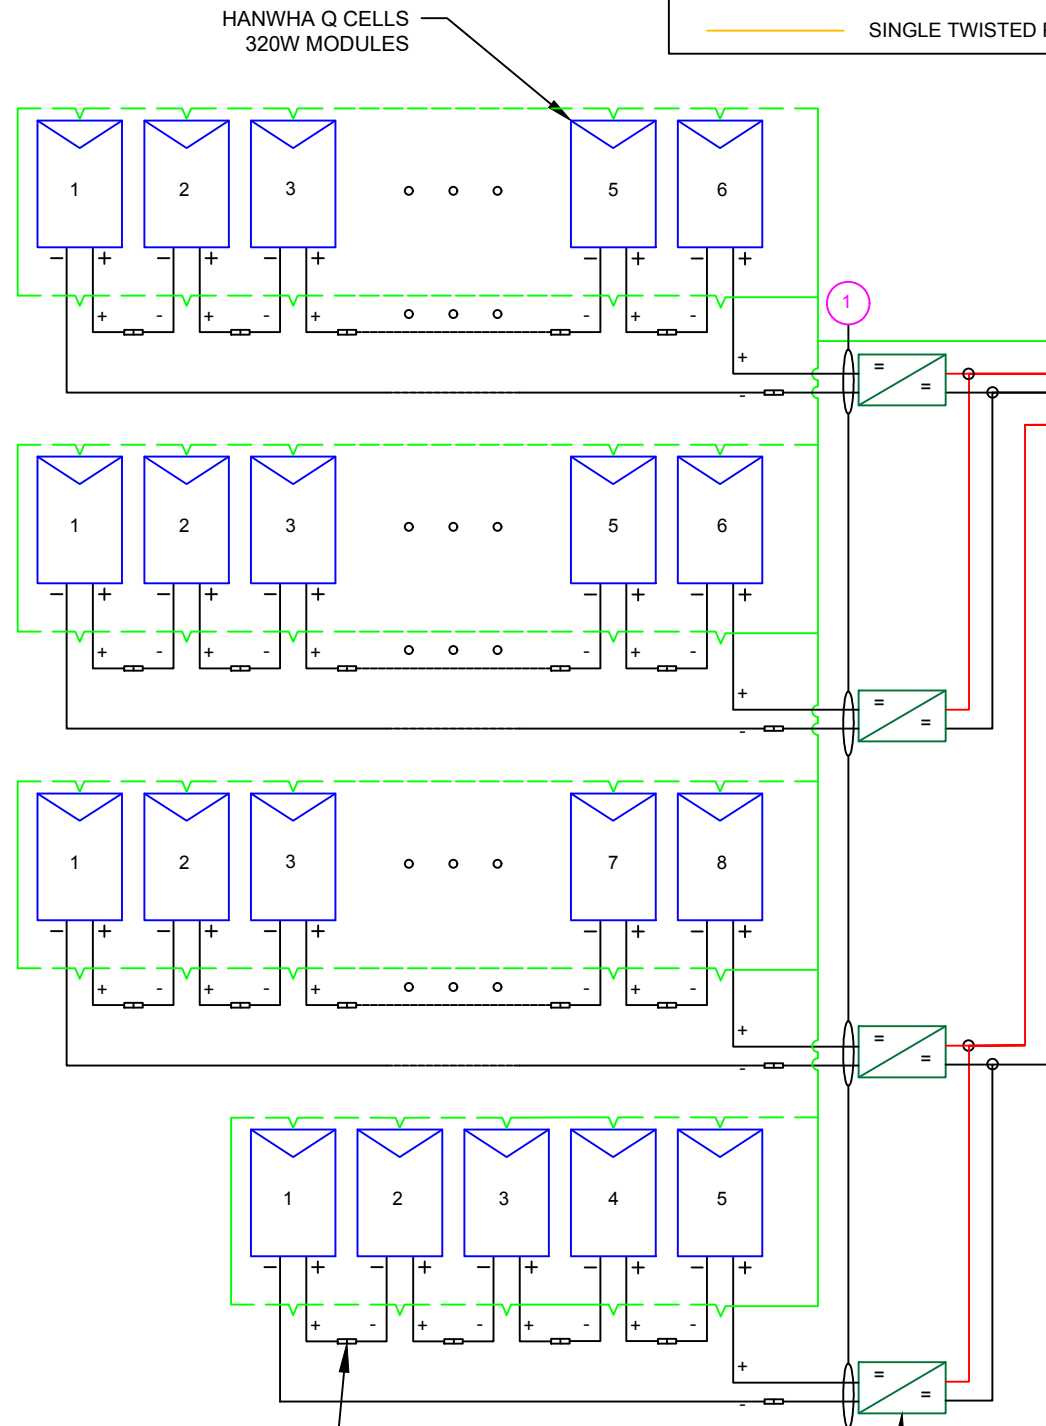 HANWHA Q CELLS
320W MODULES
SINGLE TWISTED
1 2 3 5 6
− + − + − + − + − +
+ - + - + - + -
1
+
-
= =
1 2 3 5 6
− + − + − + − + − +
+ - + - + - + -
+
-
= =
1 2 3 7 8
− + − + − + − + − +
+ - + - + - + -
+
-
= =
1 2 3 4 5
− + − + − + − + − +
+ - + - + - + -
+
-
= =